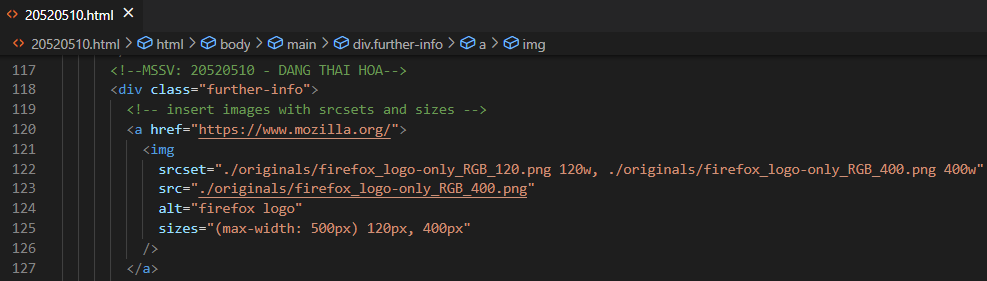 20520510.html
20520510.html > html > body > main > div.further-info > a > img
117 <!--MSSV: 20520510 - DANG THAI HOA-->
118 <div class="further-info">
119 <!-- insert images with srcsets and sizes -->
120 <a href="https://www.mozilla.org/">
121 <img
122 srcset="./originals/firefox_logo-only_RGB_120.png 120w, ./originals/firefox_logo-only_RGB_400.png 400w"
123 src="./originals/firefox_logo-only_RGB_400.png"
124 alt="firefox logo"
125 sizes="(max-width: 500px) 120px, 400px"
126 />
127 </a>